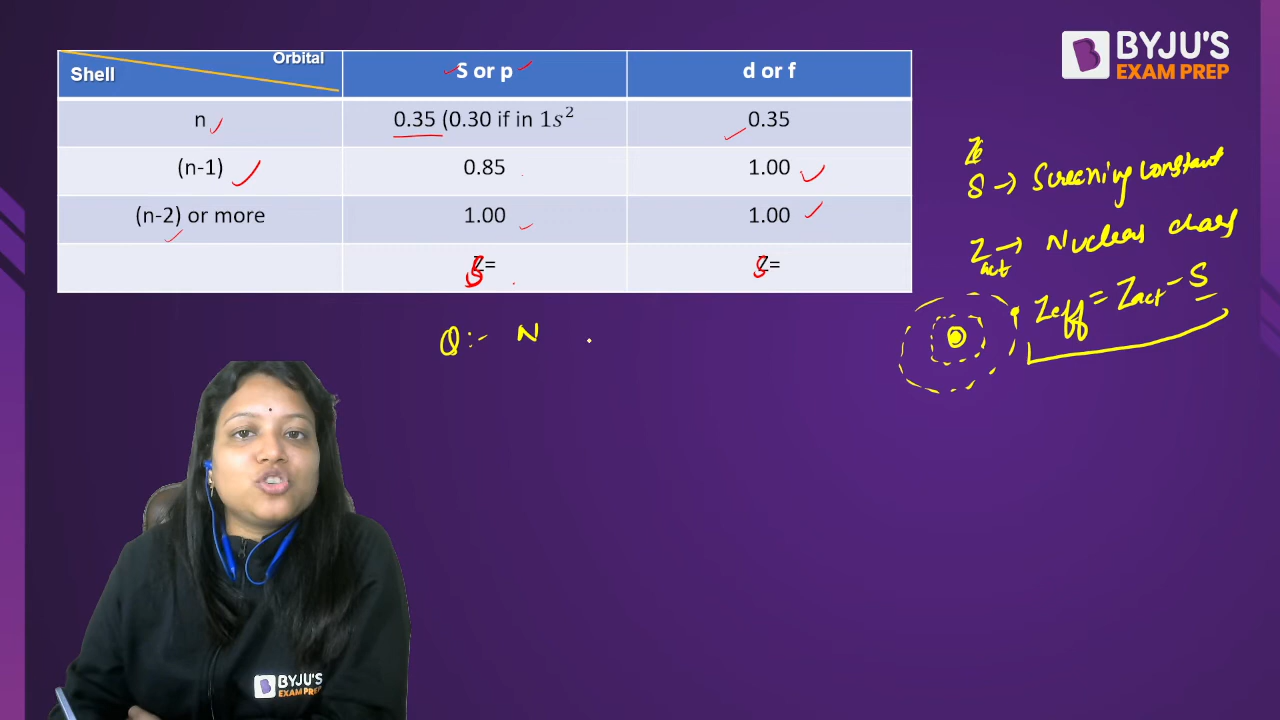 BYJU'S
EXAM PREP
Orbital
Shell
S or p
d or f
n
0.35 (0.30 if in 1s²
0.35
(n-1)
0.85
1.00
(n-2) or more
1.00
1.00
Z=
Z=
S
S
S → Screening constant
Zact → Nuclear
Zeff = Zact - S
Q:- N
BYJU'S
EXAM PREP